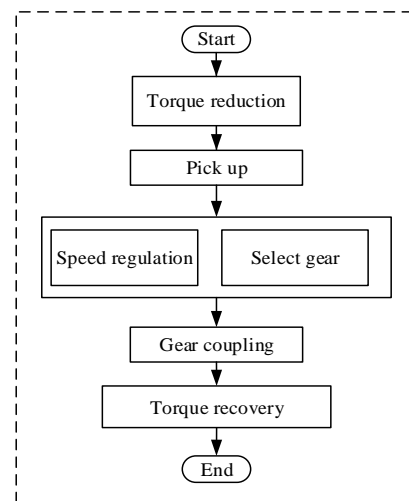 Start
Torque reduction
Pick up
Speed regulation
Select gear
Gear coupling
Torque recovery
End